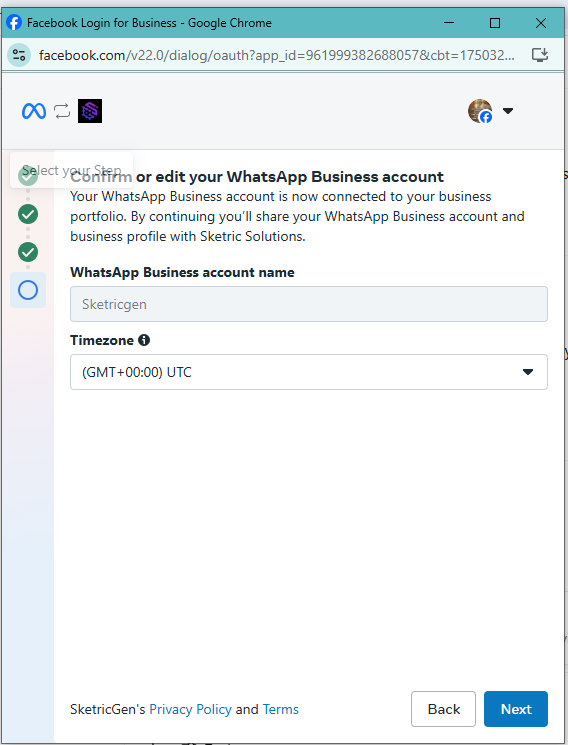 Facebook Login for Business - Google Chrome
facebook.com/v22.0/dialog/oauth?app_id=961999382688057&cbt=175032...
Select your Step
Confirm or edit your WhatsApp Business account
Your WhatsApp Business account is now connected to your business
portfolio. By continuing you’ll share your WhatsApp Business account and
business profile with Sketric Solutions.
WhatsApp Business account name
Sketricgen
Timezone
(GMT+00:00) UTC
SketricGen's Privacy Policy and Terms
Back
Next